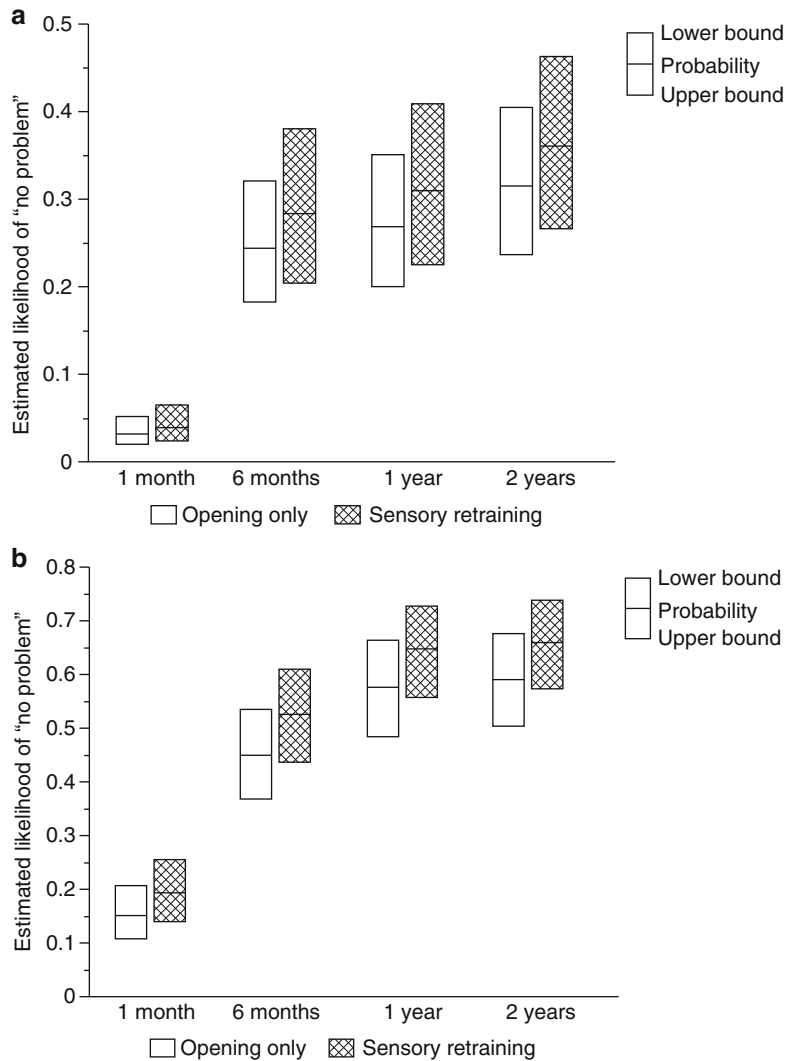 a
Estimated likelihood of “no problem”
0.5
0.4
0.3
0.2
0.1
0
1 month 6 months 1 year 2 years
Opening only Sensory retraining
Lower bound
Probability
Upper bound
b
Estimated likelihood of “no problem”
0.8
0.7
0.6
0.5
0.4
0.3
0.2
0.1
0
1 month 6 months 1 year 2 years
Opening only Sensory retraining
Lower bound
Probability
Upper bound